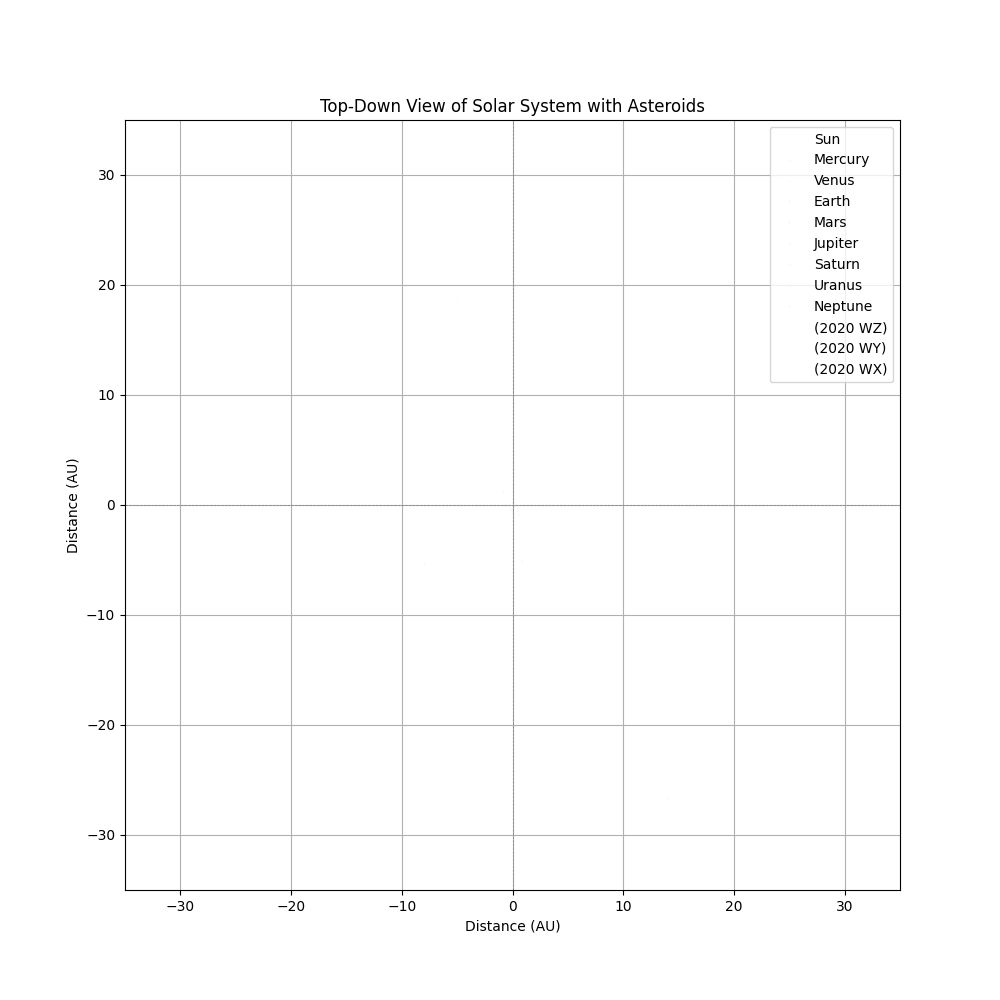 Top-Down View of Solar System with Asteroids
Sun
Mercury
Venus
Earth
Mars
Jupiter
Saturn
Uranus
Neptune
(2020 WZ)
(2020 WY)
(2020 WX)
30
20
10
0
−10
−20
−30
Distance (AU)
−30 −20 −10 0 10 20 30
Distance (AU)